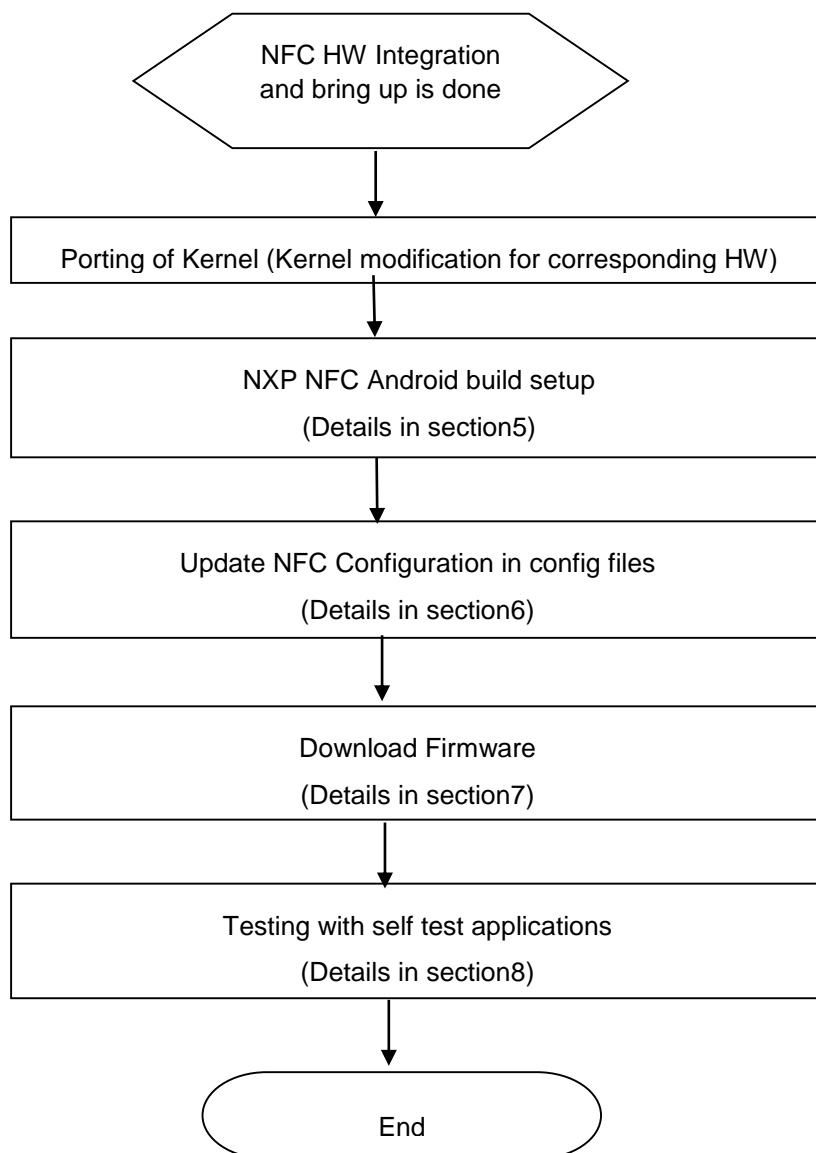 NFC HW Integration
and bring up is done
Porting of Kernel (Kernel modification for corresponding HW)
NXP NFC Android build setup
(Details in section5)
Update NFC Configuration in config files
(Details in section6)
Download Firmware
(Details in section7)
Testing with self test applications
(Details in section8)
End